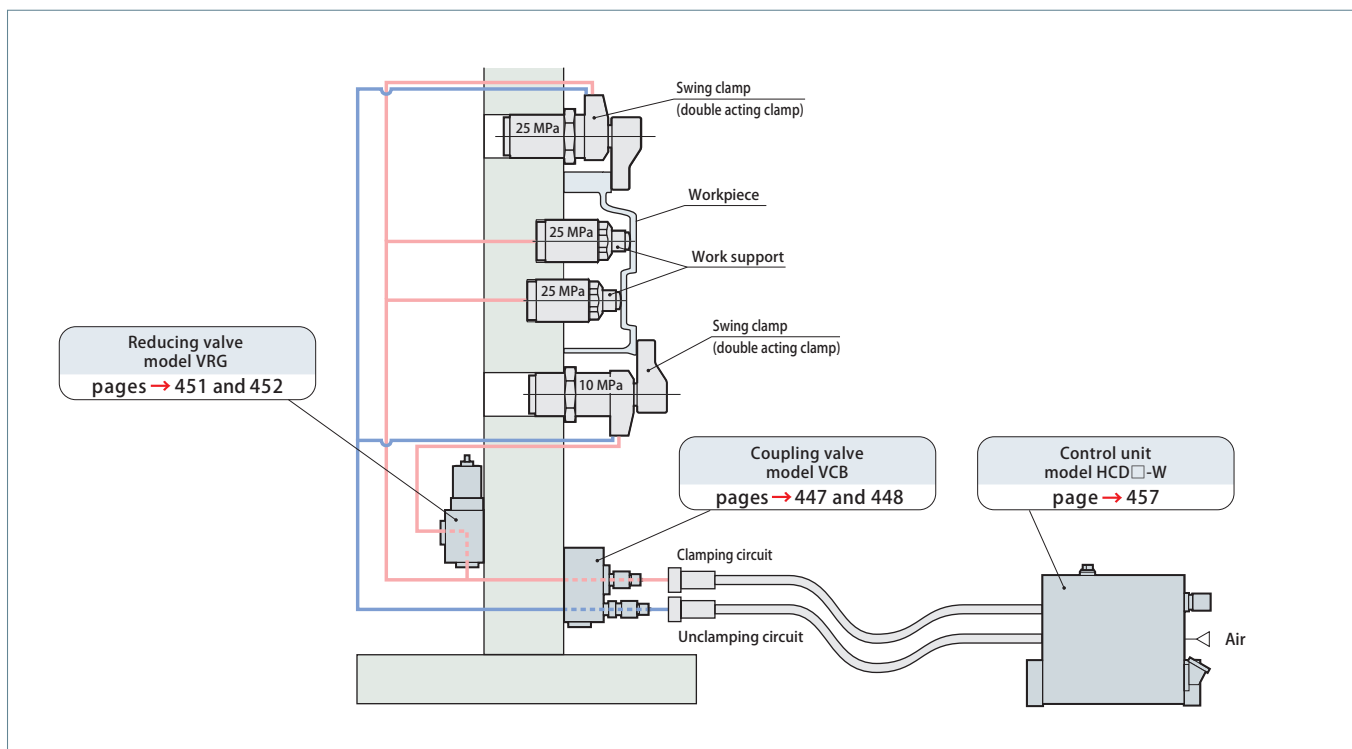 Swing clamp
(double acting clamp)
25 MPa
Workpiece
25 MPa
Work support
25 MPa
Swing clamp
(double acting clamp)
Reducing valve
model VRG
pages → 451 and 452
10 MPa
Coupling valve
model VCB
pages → 447 and 448
Control unit
model HCD□-W
page → 457
Clamping circuit
Unclamping circuit
Air